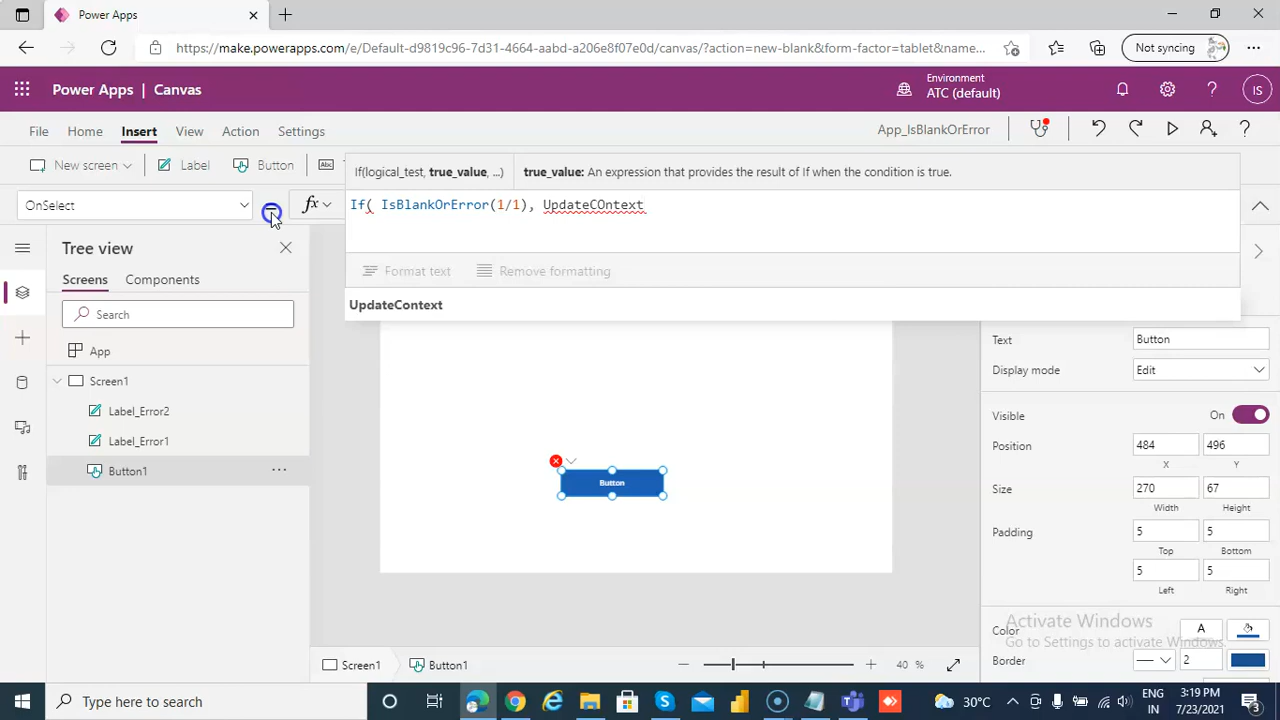 Power Apps
https://make.powerapps.com/e/Default-d9819c96-7d31-4664-aabd-a206e8f07e0d/canvas/?action=new-blank&form-factor=tablet&name...
Not syncing
Power Apps | Canvas
Environment
ATC (default)
IS
File Home Insert View Action Settings
App_IsBlankOrError
New screen Label Button Abc
If(logical_test, true_value, ...) true_value: An expression that provides the result of If when the condition is true.
OnSelect = fx If( IsBlankOrError(1/1), UpdateCOntext
Tree view
Format text Remove formatting
Screens Components
UpdateContext
Search
Text Button
App
Display mode Edit
Screen1
Label_Error2
Visible On
Label_Error1
Position 484 496
X Y
Button1
Button
Size 270 67
Width Height
Padding 5 5
Top Bottom
5 5
Left Right
Activate Windows
Color A
Go to Settings to activate Windows.
Border 2
Screen1 Button1 40 %
Type here to search
30°C
ENG
IN
3:19 PM
7/23/2021
3